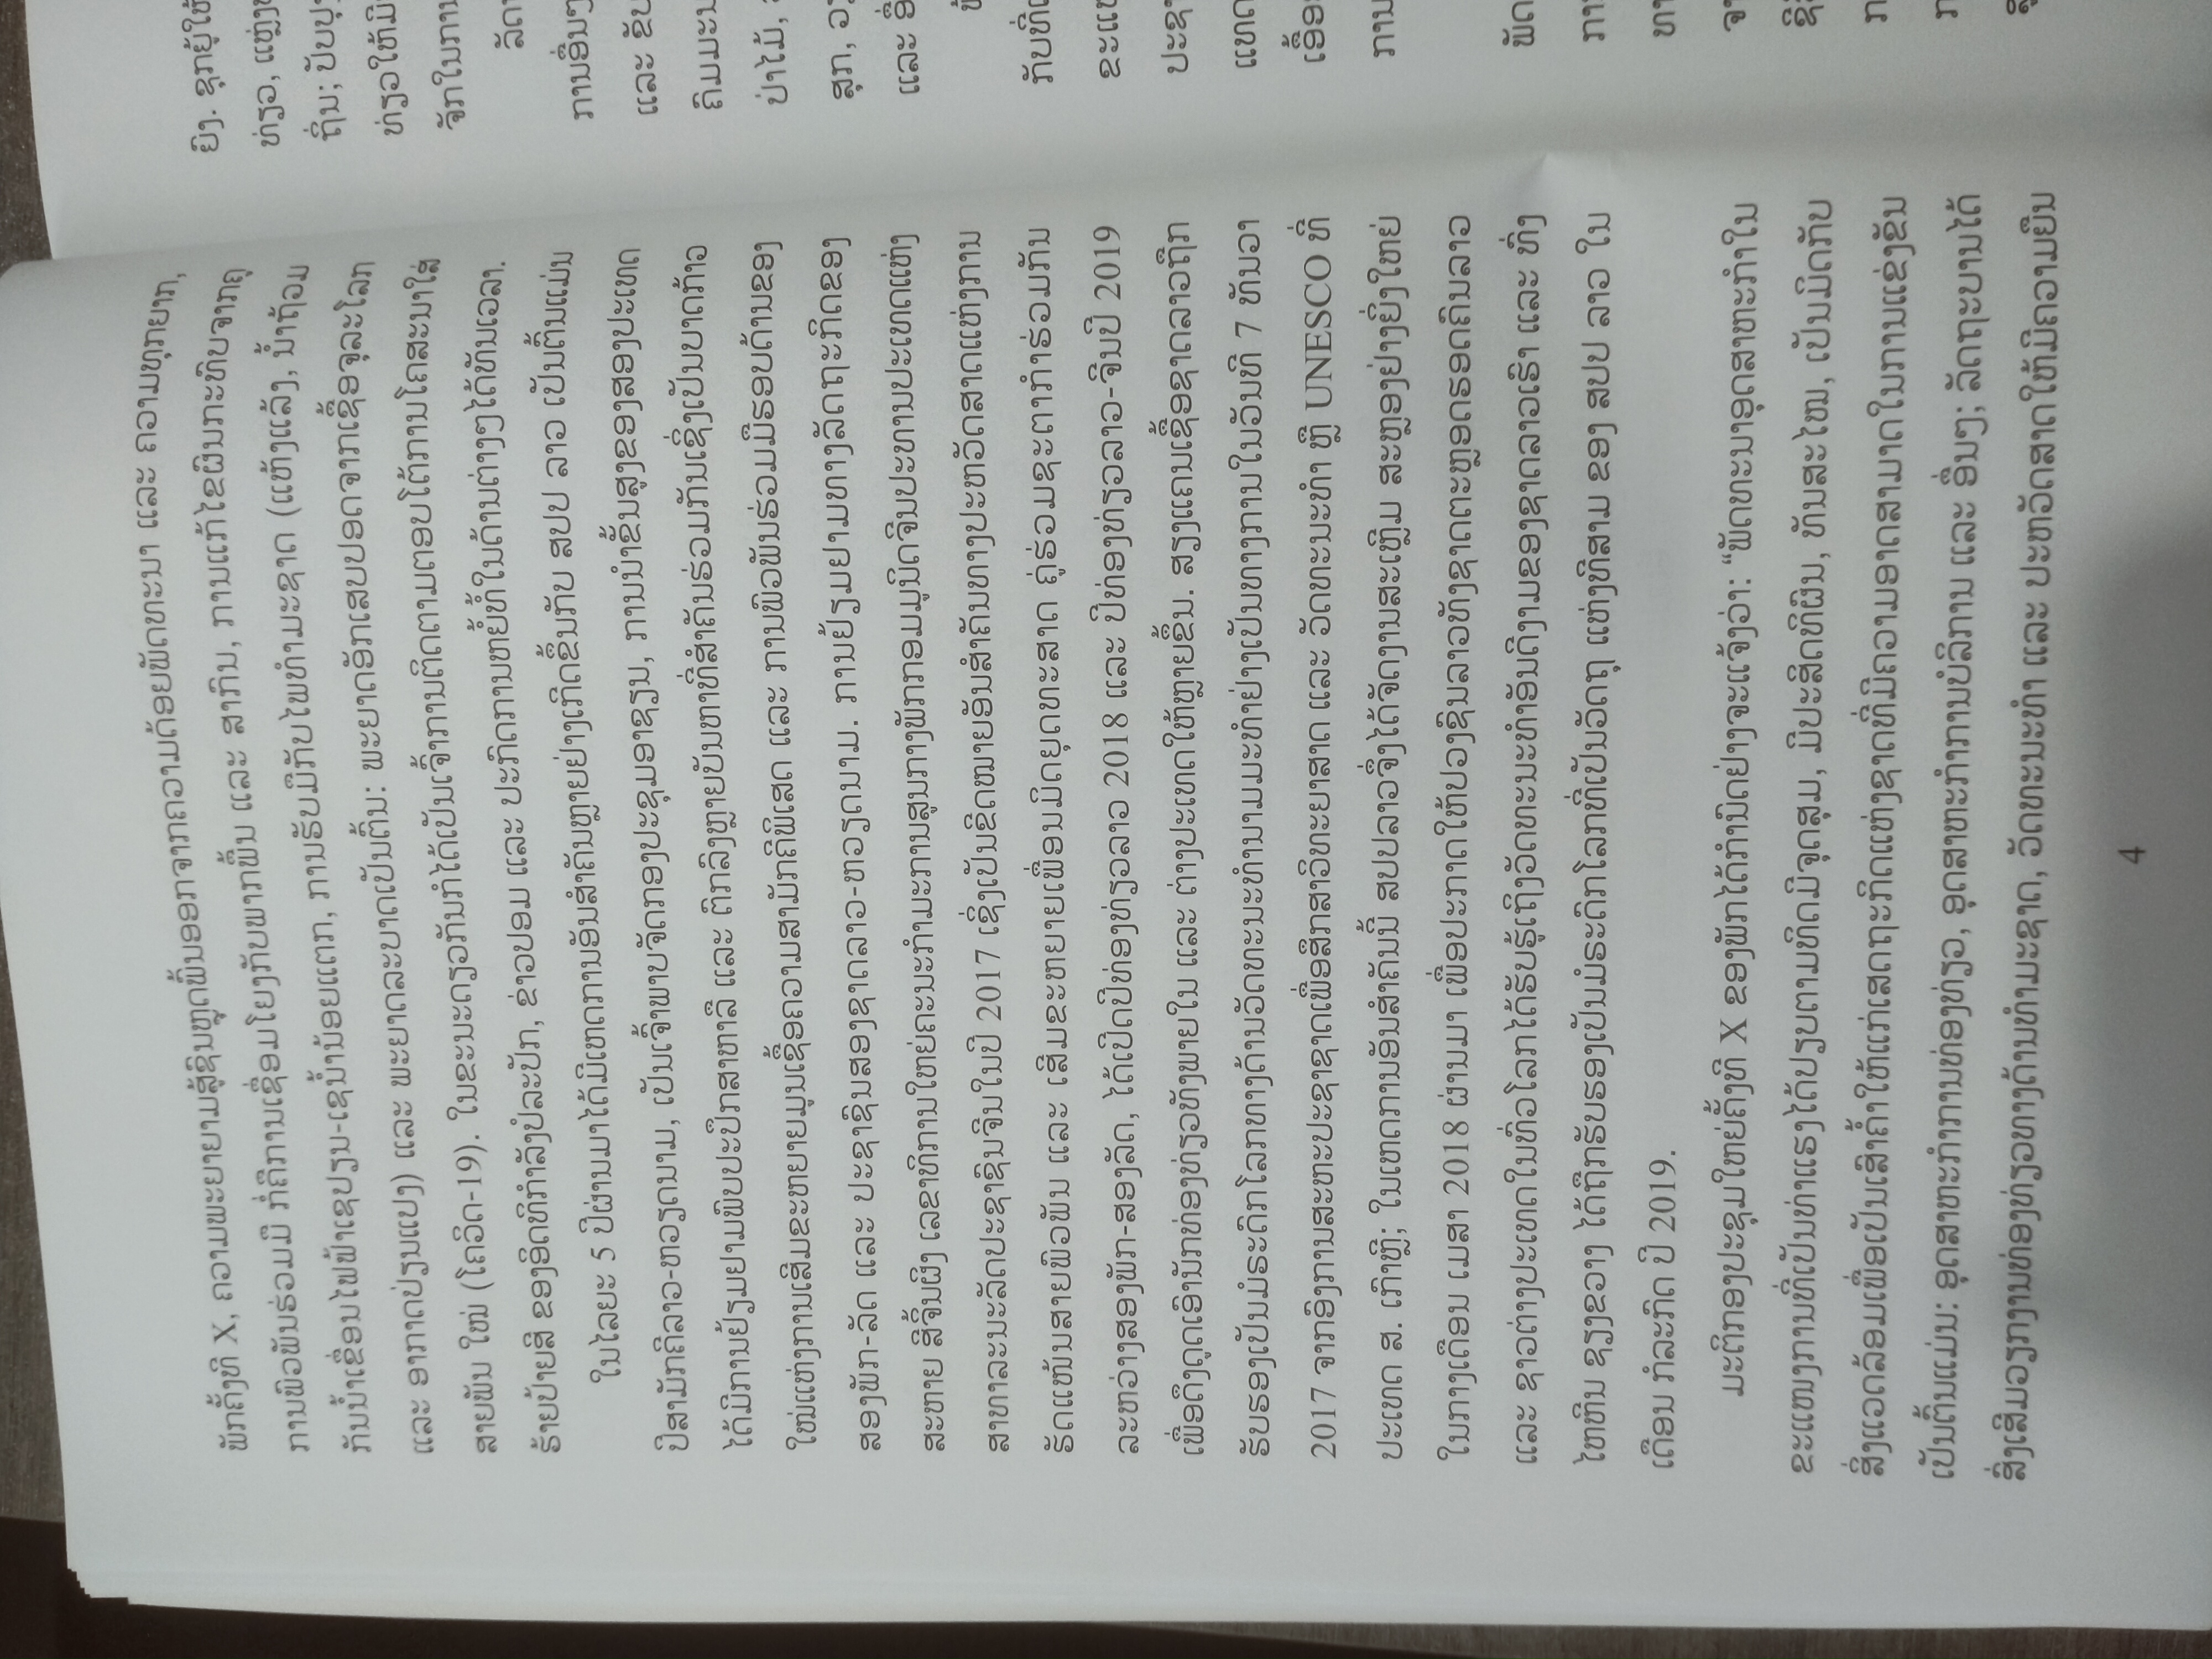 ພັກຄັ້ງທີ X, ຄວາມພະຍາຍາມສູ້ຊົນຫຼຸດພົ້ນອອກຈາກຄວາມດ້ອຍພັດທະນາ ແລະ ຄວາມທຸກຍາກ,
ການພົວພັນຮ່ວມມື ກໍ່ຄືການເຊື່ອມໂຍງກັບພາກພື້ນ ແລະ ສາກົນ, ການແກ້ໄຂຜົນກະທົບຈາກຄູ
ກັນນ້ຳເຂື່ອນໄຟຟ້າເຊປຽນ-ເຊນ້ຳນ້ອຍແຕກ, ການຮັບມືກັບໄພທຳມະຊາດ (ແຫ້ງແລ້ງ, ນ້ຳຖ້ວມ
ແລະ ອາກາດປ່ຽນແປງ) ແລະ ພະຍາດລະບາດເປັນຕົ້ນ: ພະຍາດອັກເສບປອດຈາກເຊື້ອຈຸລະໂລກ
ສາຍພັນ ໃໝ່ (ໂຄວິດ-19). ໃນຂະນະດຽວກັນກໍໄດ້ເປັນເຈົ້າການຕິດຕາມຕອບໂຕ້ການໂຄສະນາໃສ່
ຮ້າຍປ້າຍສີ ຂອງອິດທິກຳລັງປໍລະປັກ, ຂ່າວປອມ ແລະ ປະກົດການຫຍໍ້ທໍ້ໃນດ້ານຕ່າງໆໄດ້ທັນເວລາ.
ໃນໄລຍະ 5 ປີຜ່ານມາໄດ້ມີເຫດການອັນສຳຄັນຫຼາຍຢ່າງເກີດຂຶ້ນກັບ ສປປ ລາວ ເປັນຕົ້ນແມ່ນ
ປີສາມັກຄີລາວ-ຫວຽດນາມ, ເປັນເຈົ້າພາບຈັດກອງປະຊຸມອາຊຽນ, ການນຳຂັ້ນສູງຂອງສອງປະເທດ
ໄດ້ມີການຢ້ຽມຢາມພົບປະປຶກສາຫາລື ແລະ ຕົກລົງຫຼາຍບັນຫາທີ່ສຳຄັນຮ່ວມກັນເຊິ່ງເປັນບາດກ້າວ
ໃໝ່ແຫ່ງການເສີມຂະຫຍາຍມູນເຊື້ອຄວາມສາມັກຄີພິເສດ ແລະ ການພົວພັນຮ່ວມມືຮອບດ້ານຂອງ
ສອງພັກ-ລັດ ແລະ ປະຊາຊົນສອງຊາດລາວ-ຫວຽດນາມ. ການຢ້ຽມຢາມທາງລັດຖະກິດຂອງ
ສະຫາຍ ສີຈິ້ນຜິງ ເລຂາທິການໃຫຍ່ຄະນະກຳມະການສູນກາງພັກກອມມູນິດຈີນປະທານປະເທດແຫ່ງ
ສາທາລະນະລັດປະຊາຊົນຈີນໃນປີ 2017 ເຊິ່ງເປັນຂີດໝາຍອັນສຳຄັນທາງປະຫວັດສາດແຫ່ງການ
ຮັດແໜ້ນສາຍພົວພັນ ແລະ ເສີມຂະຫຍາຍເພື່ອນມິດຍຸດທະສາດ ຄູ່ຮ່ວມຊະຕາກຳຮ່ວມກັນ
ລະຫວ່າງສອງພັກ-ສອງລັດ, ໄດ້ເປີດປີທ່ອງທ່ຽວລາວ 2018 ແລະ ປີທ່ອງທ່ຽວລາວ-ຈີນປີ 2019
ເພື່ອດຶງດູດເອົານັກທ່ອງທ່ຽວທັງພາຍໃນ ແລະ ຕ່າງປະເທດໃຫ້ຫຼາຍຂຶ້ນ. ສຽງແຄນເຊື້ອຊາດລາວຖືກ
ຮັບຮອງເປັນມໍຣະດົກໂລກທາງດ້ານວັດທະນະທຳນາມມະທຳຢ່າງເປັນທາງການໃນວັນທີ 7 ທັນວາ
2017 ຈາກອົງການສະຫະປະຊາຊາດເພື່ອສຶກສາວິທະຍາສາດ ແລະ ວັດທະນະທຳ ຫຼື UNESCO ທີ່
ປະເທດ ສ. ເກົາຫຼີ; ໃນເຫດການອັນສຳຄັນນີ້ ສປປລາວຈຶ່ງໄດ້ຈັດງານສະເຫຼີມ ສະຫຼອງຢ່າງຍິ່ງໃຫຍ່
ໃນກາງເດືອນ ເມສາ 2018 ຜ່ານມາ ເພື່ອປະກາດໃຫ້ປວງຊົນລາວທັງຊາດຕະຫຼອດຮອດຄົນລາວ
ແລະ ຊາວຕ່າງປະເທດໃນທົ່ວໂລກໄດ້ຮັບຮູ້ເຖິງວັດທະນະທຳອັນດີງາມຂອງຊາດລາວເຮົາ ແລະ ທົ່ງ
ໄຫຫີນ ຊຽງຂວາງ ໄດ້ຖືກຮັບຮອງເປັນມໍຣະດົກໂລກທີ່ເປັນວັດຖຸ ແຫ່ງທີສາມ ຂອງ ສປປ ລາວ ໃນ
ເດືອນ ກໍລະກົດ ປີ 2019.
ມະຕິກອງປະຊຸມໃຫຍ່ຄັ້ງທີ X ຂອງພັກໄດ້ກຳນົດຢ່າງຈະແຈ້ງວ່າ: “ພັດທະນາອຸດສາຫະກຳໃນ
ຂະແໜງການທີ່ເປັນທ່າແຮງໄດ້ປຽບຕາມທິດມີຈຸດສຸມ, ມີປະສິດທິຜົນ, ທັນສະໄໝ, ເປັນມິດກັບ
ສິ່ງແວດລ້ອມເພື່ອເປັນເສົາຄ້ຳໃຫ້ແກ່ເສດຖະກິດແຫ່ງຊາດທີ່ມີຄວາມອາດສາມາດໃນການແຂ່ງຂັນ
ເປັນຕົ້ນແມ່ນ: ອຸດສາຫະກຳການທ່ອງທ່ຽວ, ອຸດສາຫະກຳການບໍລິການ ແລະ ອື່ນໆ; ລັດຖະບານໄດ້
ສົ່ງເສີມວຽກງານທ່ອງທ່ຽວທາງດ້ານທຳມະຊາດ, ວັດທະນະທຳ ແລະ ປະຫວັດສາດໃຫ້ມີຄວາມຍືນ
4
ຍົງ. ຊຸກຍູ້ໃຫ້